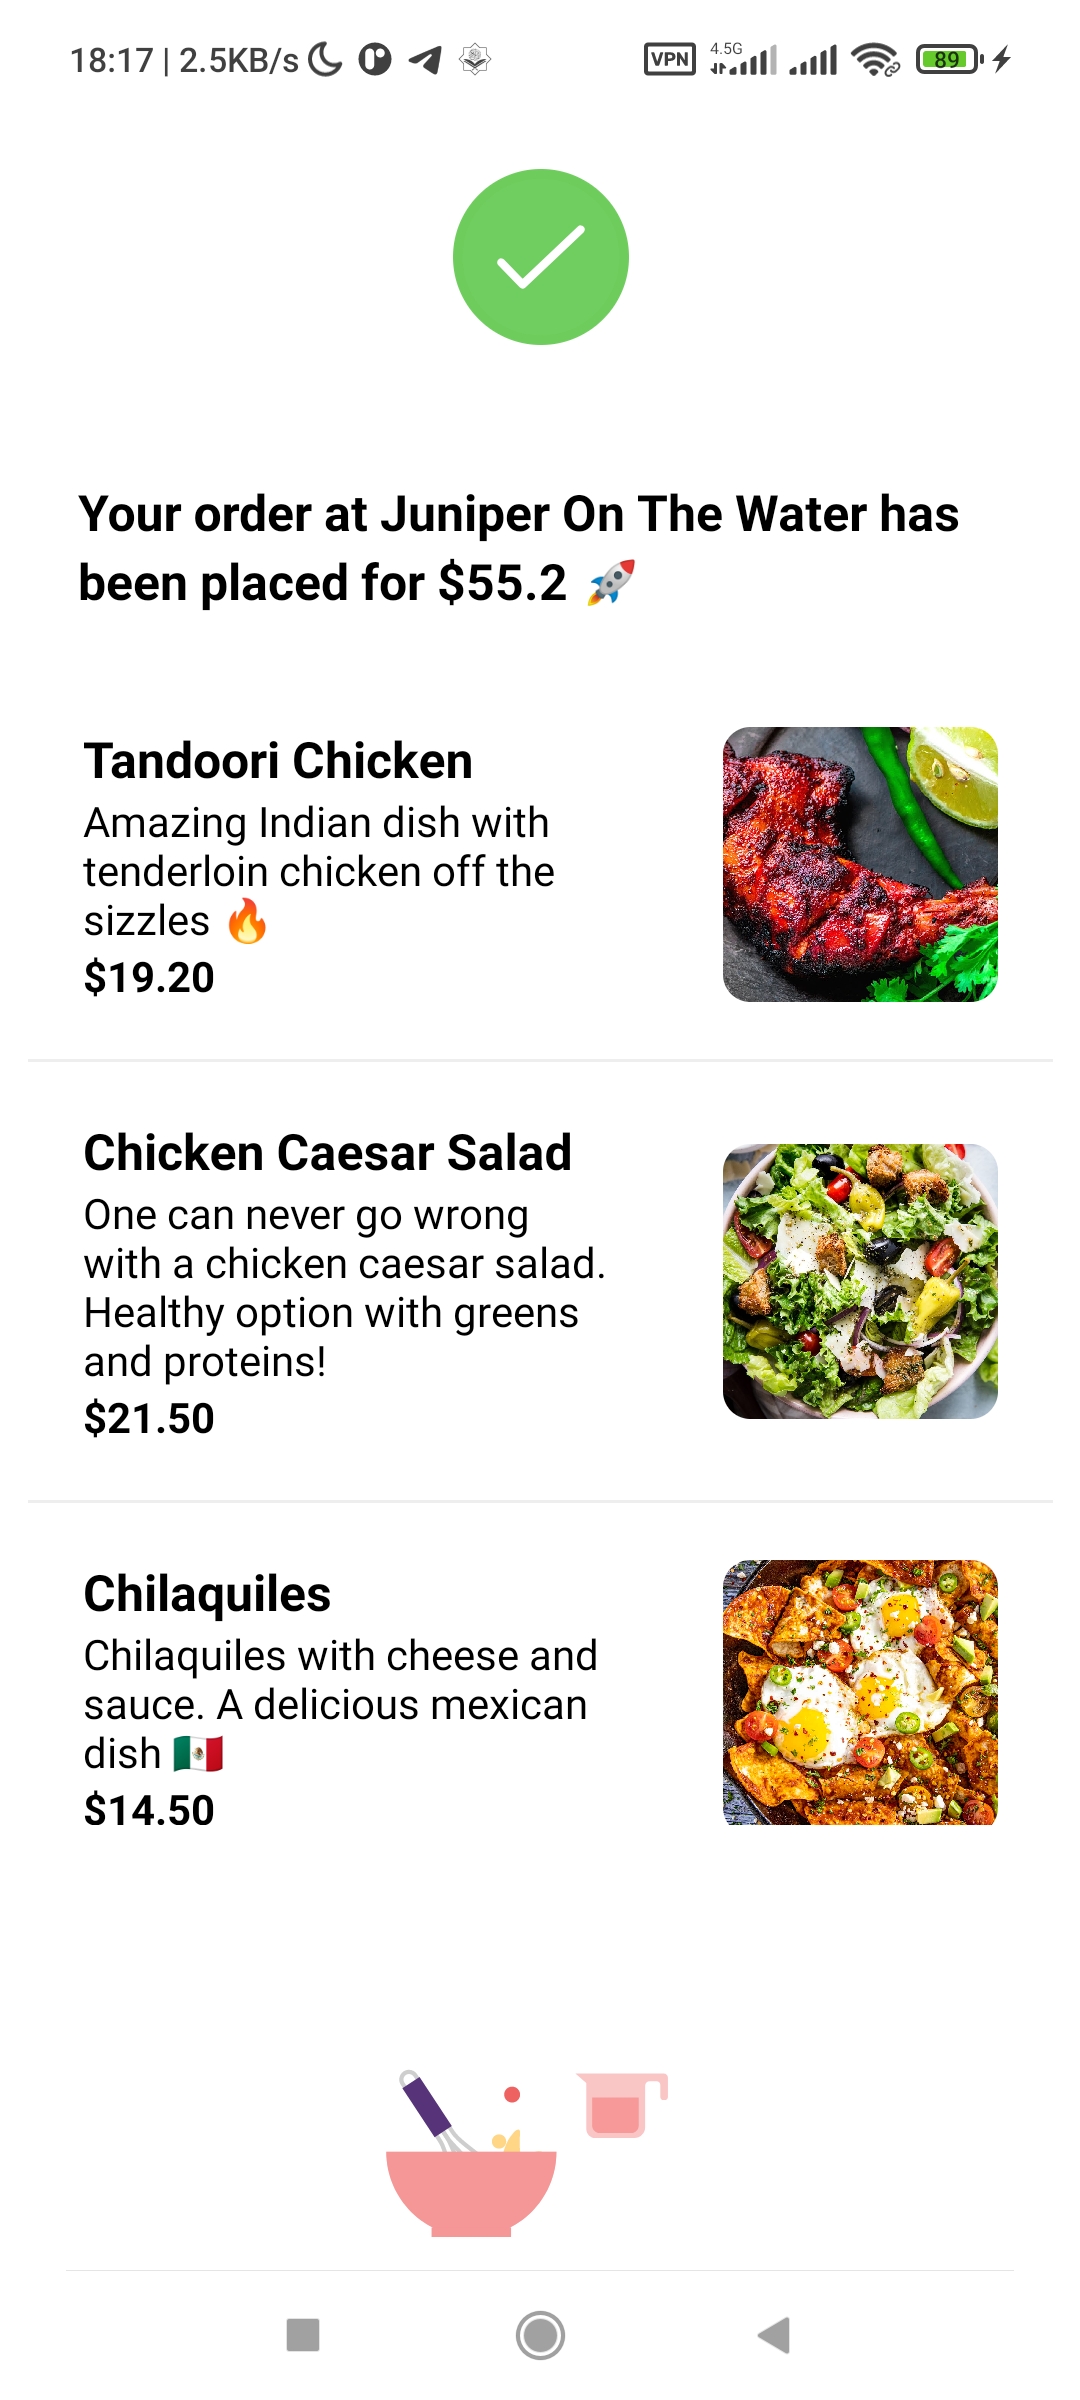 18:17 | 2.5KB/s VPN 4.5G 89
Your order at Juniper On The Water has
been placed for $55.2 🚀
Tandoori Chicken
Amazing Indian dish with
tenderloin chicken off the
sizzles 🔥
$19.20
Chicken Caesar Salad
One can never go wrong
with a chicken caesar salad.
Healthy option with greens
and proteins!
$21.50
Chilaquiles
Chilaquiles with cheese and
sauce. A delicious mexican
dish 🇲🇽
$14.50